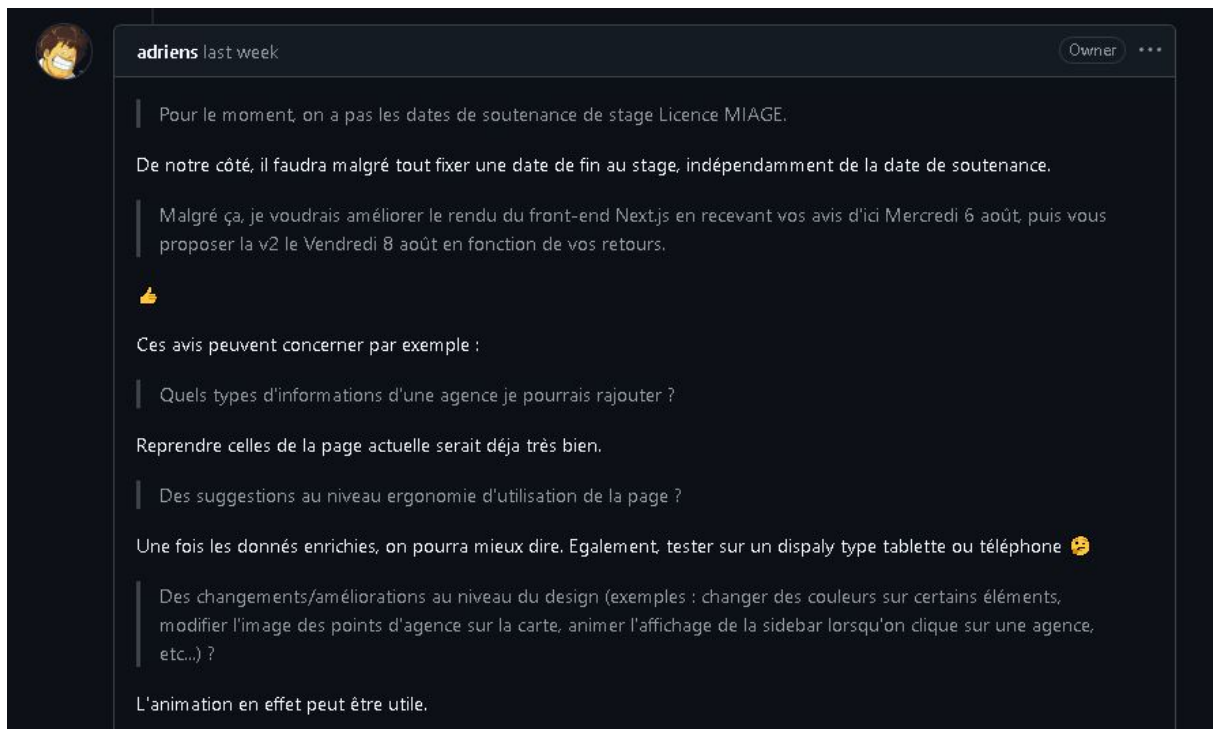 adriens last week
Owner
Pour le moment, on a pas les dates de soutenance de stage Licence MIAGE.
De notre côté, il faudra malgré tout fixer une date de fin au stage, indépendamment de la date de soutenance.
Malgré ça, je voudrais améliorer le rendu du front-end Next.js en recevant vos avis d'ici Mercredi 6 août, puis vous
proposer la v2 le Vendredi 8 août en fonction de vos retours.
👍
Ces avis peuvent concerner par exemple :
Quels types d'informations d'une agence je pourrais rajouter ?
Reprendre celles de la page actuelle serait déja très bien.
Des suggestions au niveau ergonomie d'utilisation de la page ?
Une fois les donnés enrichies, on pourra mieux dire. Egalement, tester sur un dispaly type tablette ou téléphone 🤔
Des changements/améliorations au niveau du design (exemples : changer des couleurs sur certains éléments,
modifier l'image des points d'agence sur la carte, animer l'affichage de la sidebar lorsqu'on clique sur une agence,
etc...) ?
L'animation en effet peut être utile.